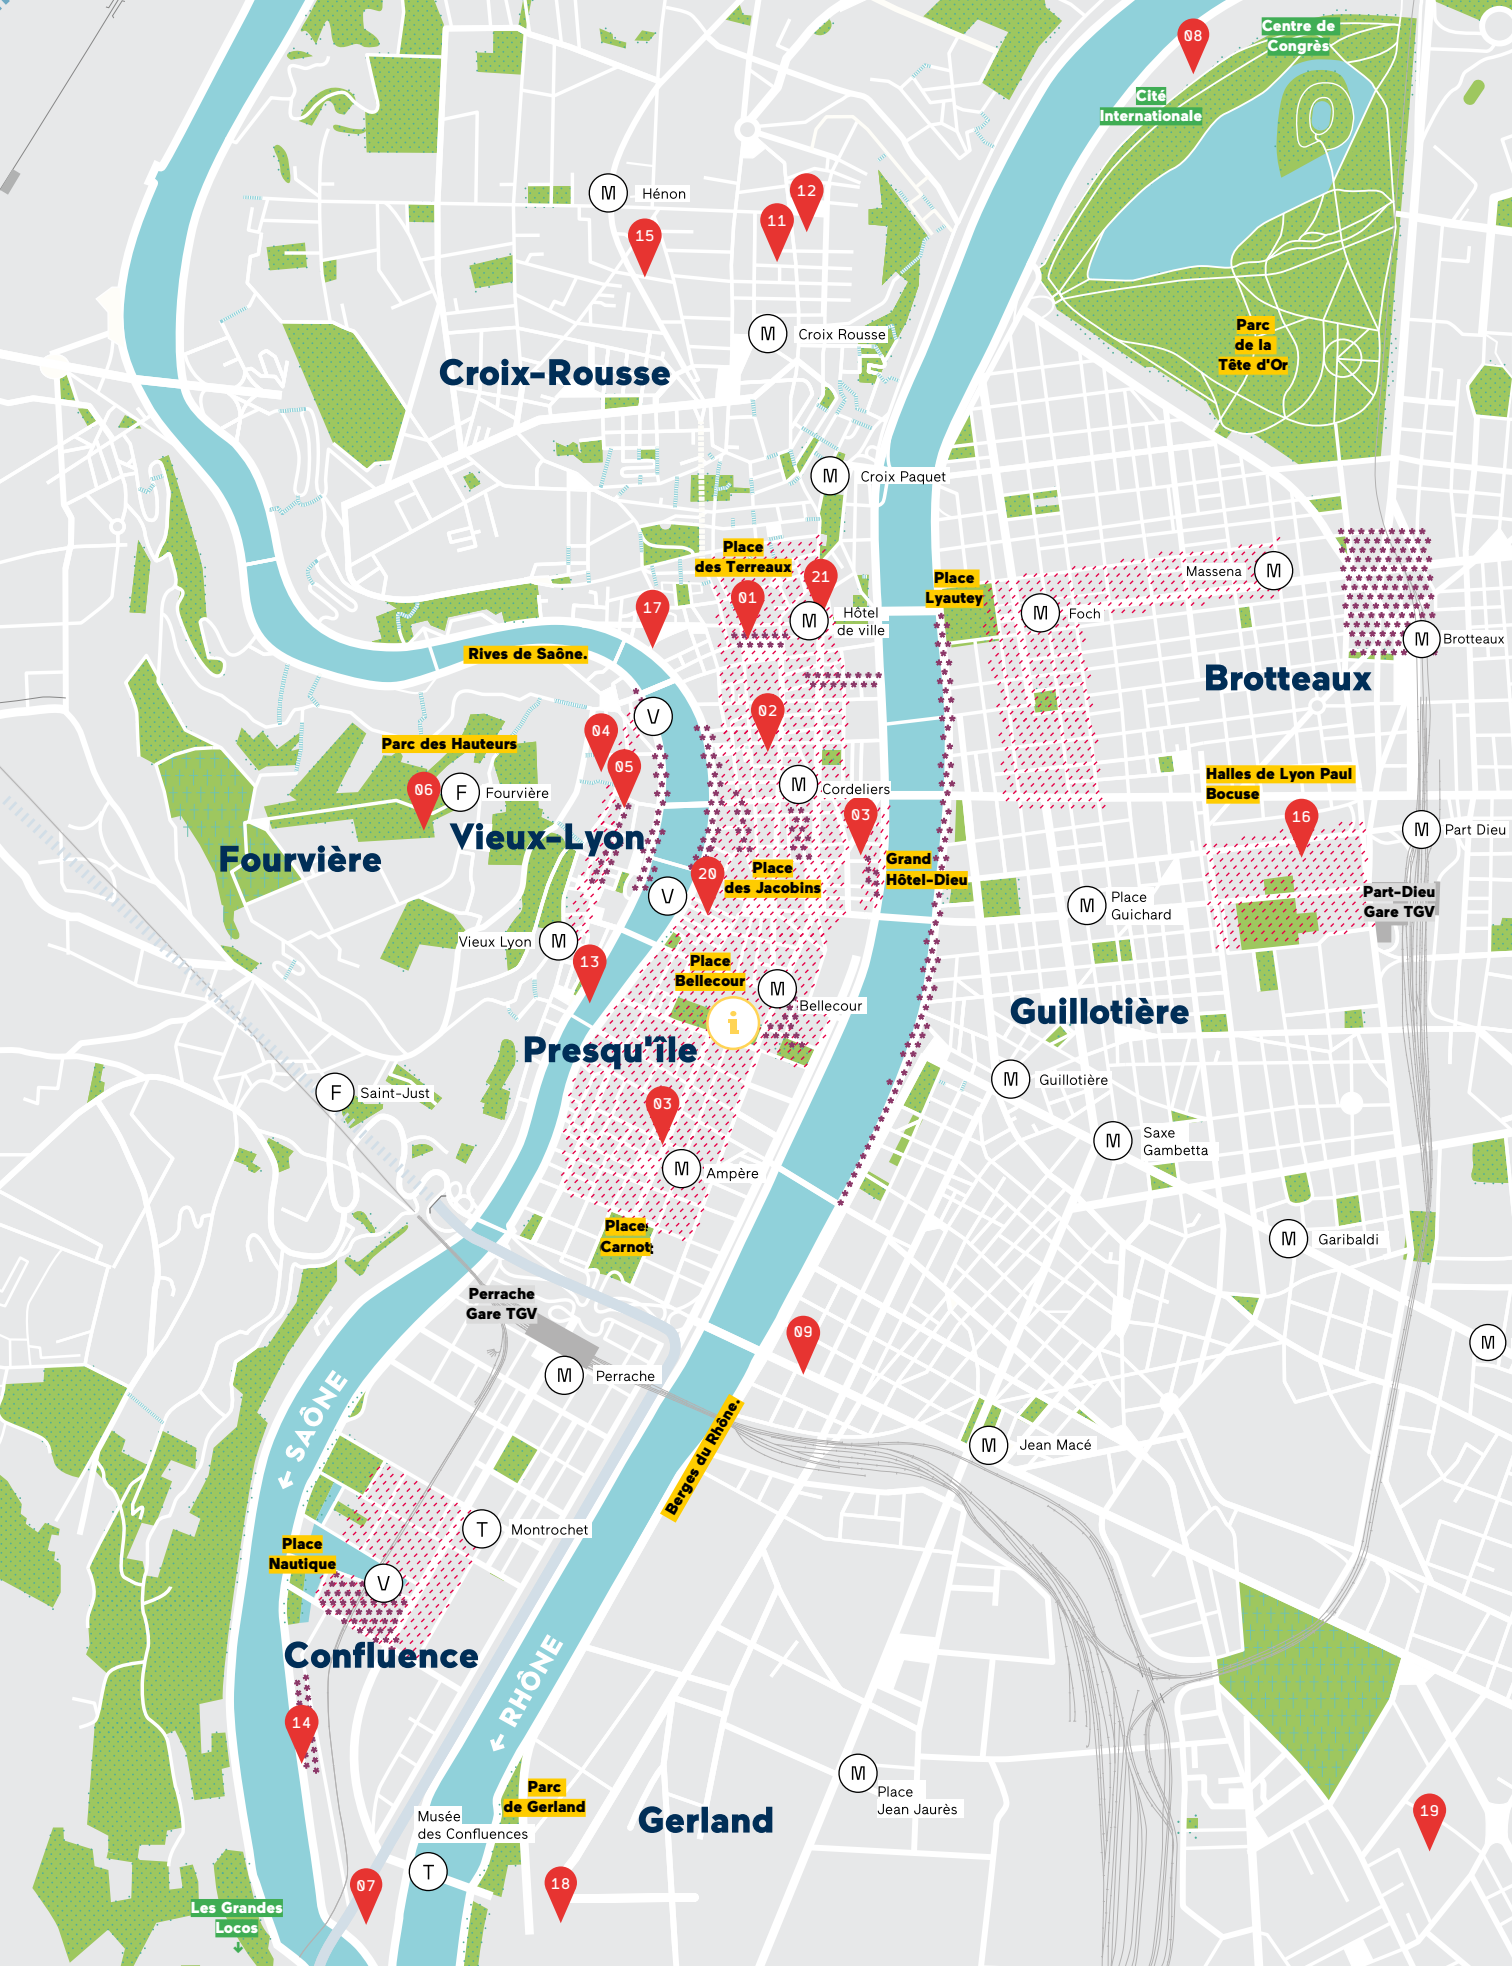 08
Centre de
Congrès
Cité
Internationale
M
Hénon
12
11
15
M
Croix Rousse
Parc
de la
Tête d'Or
Croix-Rousse
M
Croix Paquet
Place
des Terreaux
21
01
17
M
Hôtel
de ville
Place
Lyautey
M
Foch
Massena
M
M
Brotteaux
Brotteaux
Rives de Saône.
V
04
05
02
Parc des Hauteurs
06
F
Fourvière
M
Cordeliers
03
Halles de Lyon Paul
Bocuse
16
M
Part Dieu
Vieux-Lyon
Fourvière
20
V
Place
des Jacobins
Grand
Hôtel-Dieu
Part-Dieu
Gare TGV
M
Place
Guichard
Vieux Lyon
M
13
Place
Bellecour
M
Bellecour
i
Presqu'île
Guillotière
M
Guillotière
F
Saint-Just
03
M
Ampère
M
Saxe
Gambetta
Place
Carnot
M
Garibaldi
Perrache
Gare TGV
M
Perrache
09
M
← SAÔNE
Berges du Rhône.
M
Jean Macé
T
Montrochet
Place
Nautique
V
Confluence
← RHÔNE
14
M
Place
Jean Jaurès
Parc
de Gerland
Gerland
Musée
des Confluences
T
19
07
18
Les Grandes
Locos
↓